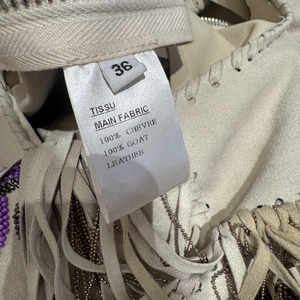 36
TISSU
MAIN FABRIC
100% CHEVRE
100% GOAT
LEATHER